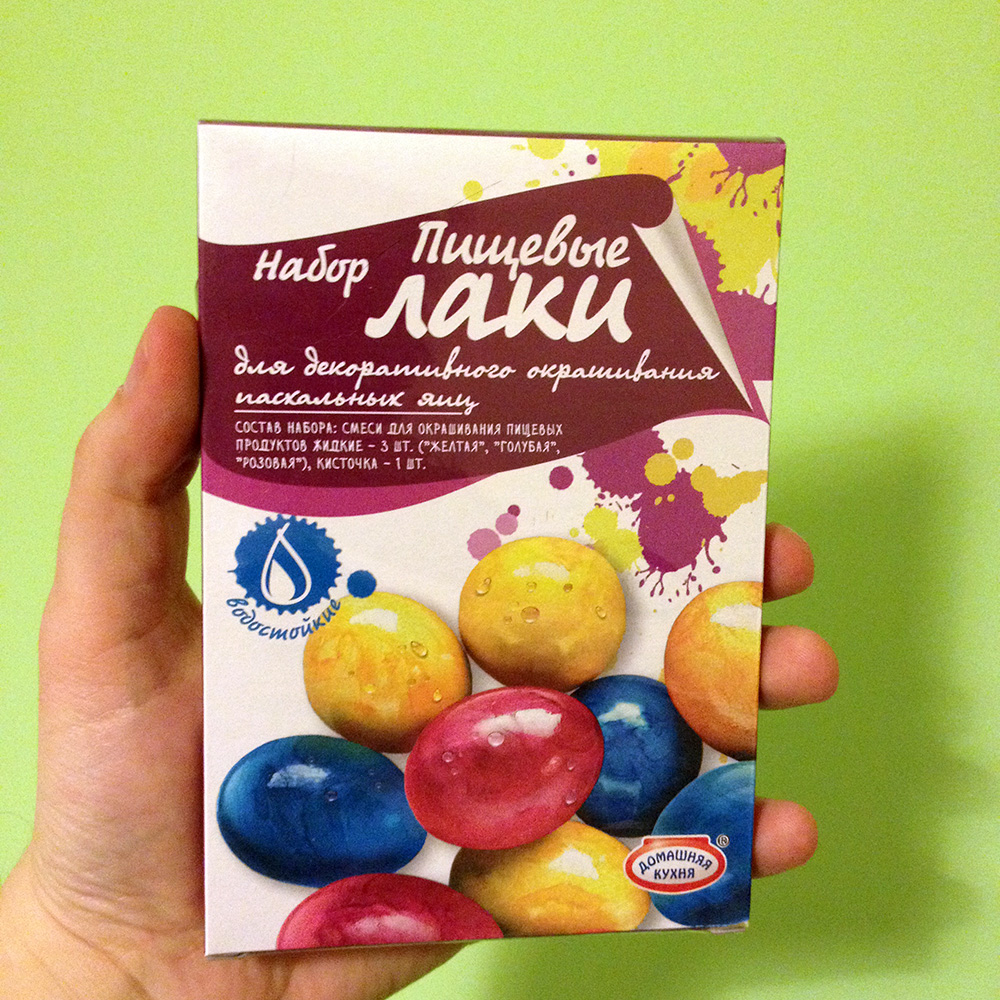 Набор Пищевые
лаки
для декоративного окрашивания
пасхальных яиц
СОСТАВ НАБОРА: СМЕСИ ДЛЯ ОКРАШИВАНИЯ ПИЩЕВЫХ
ПРОДУКТОВ ЖИДКИЕ – 3 ШТ. ("ЖЕЛТАЯ", "ГОЛУБАЯ",
"РОЗОВАЯ"), КИСТОЧКА – 1 ШТ.
водостойкие
ДОМАШНЯЯ ®
КУХНЯ